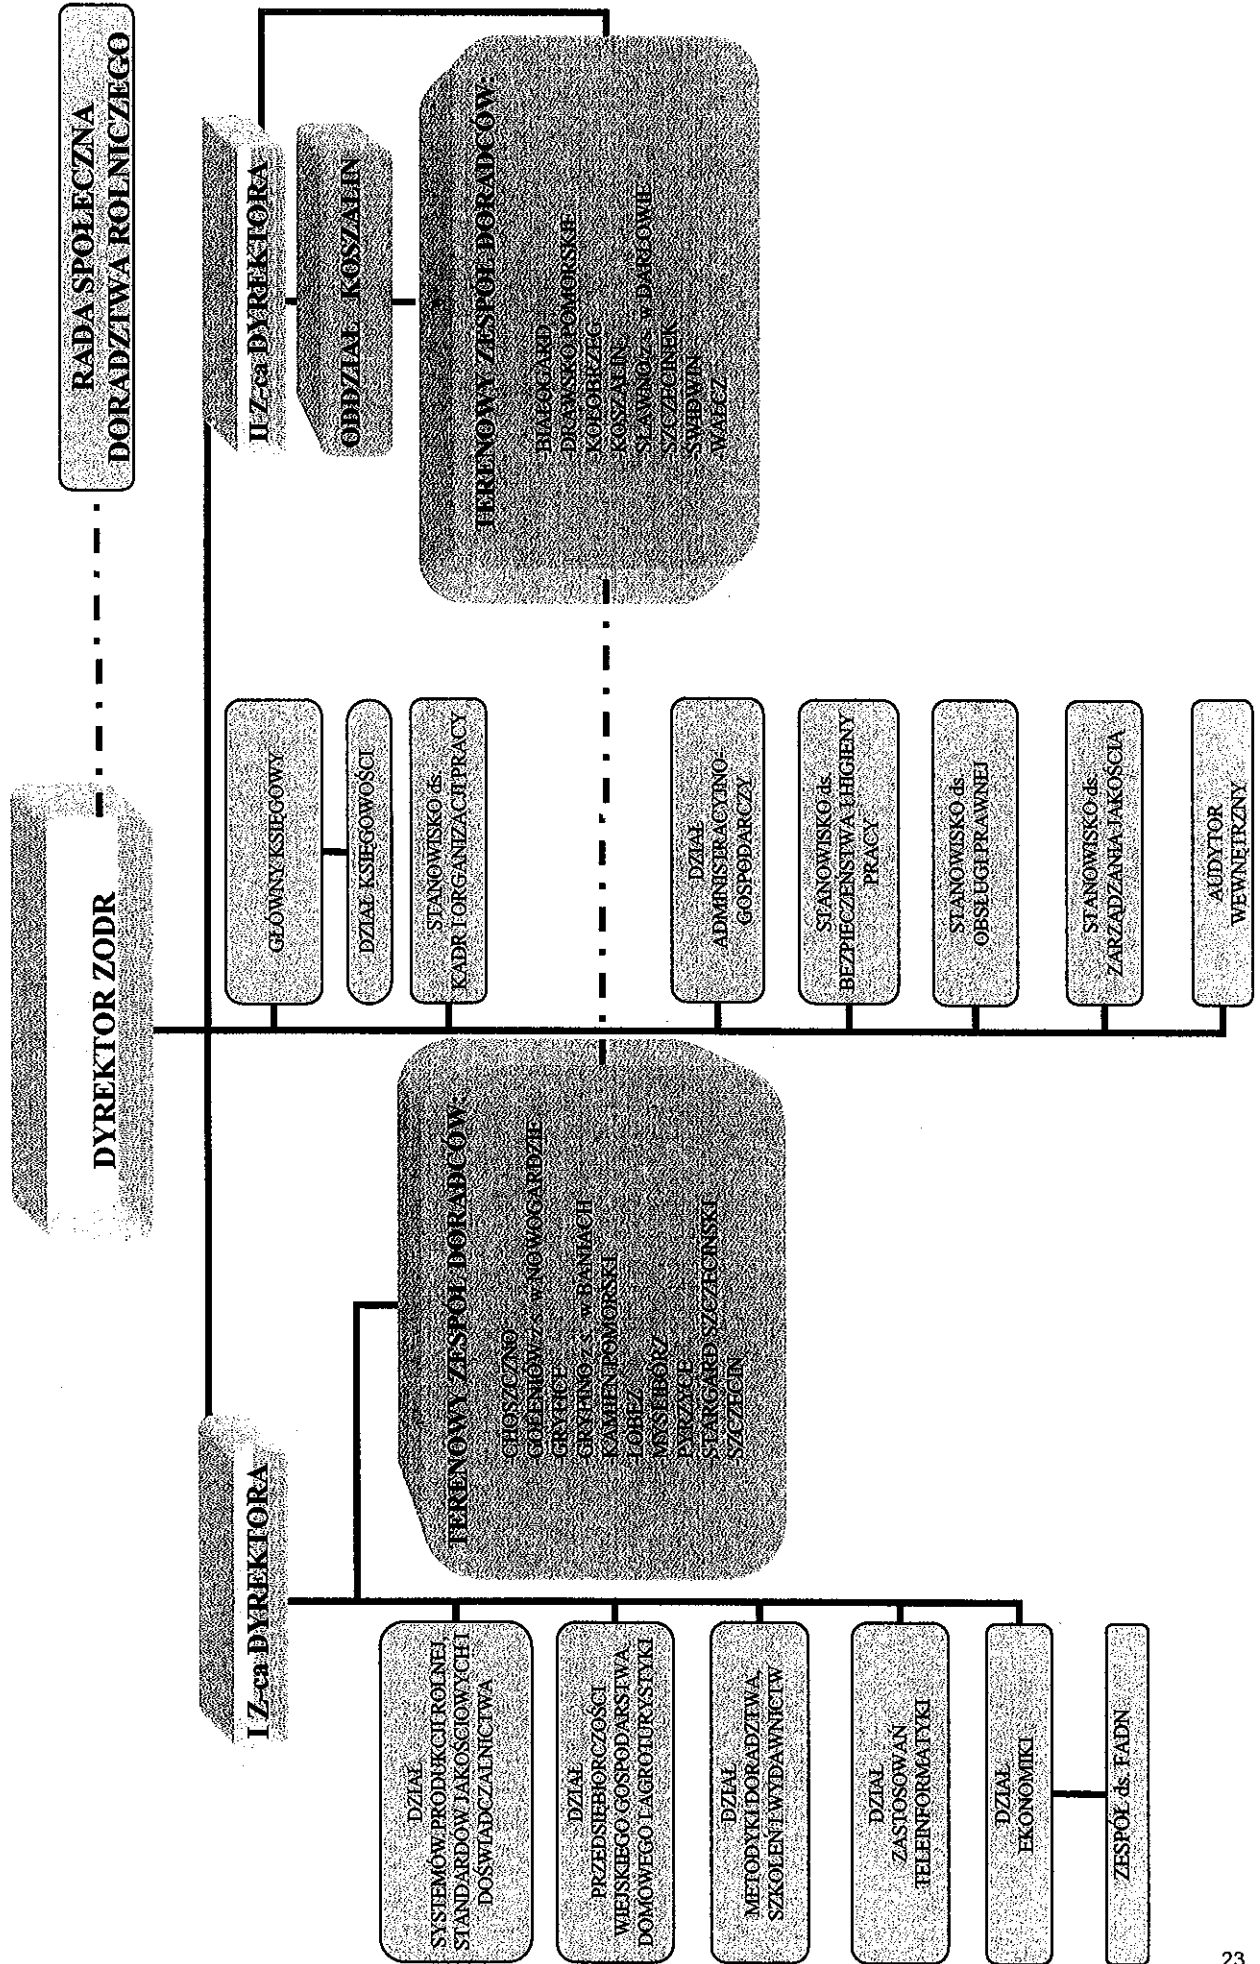 RADA SPOŁECZNA
DORADZTWA ROLNICZEGO
DYREKTOR ZODR
I Z-ca DYREKTORA
II Z-ca DYREKTORA
ODDZIAŁ KOSZALIN
DZIAŁ
SYSTEMÓW PRODUKCJI ROLNEJ,
STANDARDÓW JAKOŚCIOWYCH I
DOŚWIADCZALNICTWA
DZIAŁ
PRZEDSIĘBIORCZOŚCI
WIEJSKIEGO GOSPODARSTWA
DOMOWEGO I AGROTURYSTYKI
DZIAŁ
METODYKI DORADZTWA,
SZKOLEŃ I WYDAWNICTW
DZIAŁ
ZASTOSOWAŃ
TELEINFORMATYKI
DZIAŁ
EKONOMIKI
ZESPÓŁ ds. FADN
TERENOWY ZESPÓŁ DORADCÓW:
-CHOSZCZNO
-GOLENIÓW z s. w NOWOGARDZIE
-GRYFICE
-GRYFINO z s. w BANIACH
-KAMIEŃ POMORSKI
-ŁOBEZ
-MYŚLIBÓRZ
-PYRZYCE
-STARGARD SZCZECIŃSKI
-SZCZECIN
GŁÓWNY KSIĘGOWY
DZIAŁ KSIĘGOWOŚCI
STANOWISKO ds.
KADR I ORGANIZACJI PRACY
DZIAŁ
ADMINISTRACYJNO-
GOSPODARCZY
STANOWISKO ds.
BEZPIECZEŃSTWA I HIGIENY
PRACY
STANOWISKO ds.
OBSŁUGI PRAWNEJ
STANOWISKO ds.
ZARZĄDZANIA JAKOŚCIĄ
AUDYTOR
WEWNĘTRZNY
TERENOWY ZESPÓŁ DORADCÓW:
-BIAŁOGARD
-DRAWSKO POMORSKIE
-KOŁOBRZEG
-KOSZALIN
-SŁAWNO z s. w DARŁOWIE
-SZCZECINEK
-ŚWIDWIN
-WAŁCZ
23